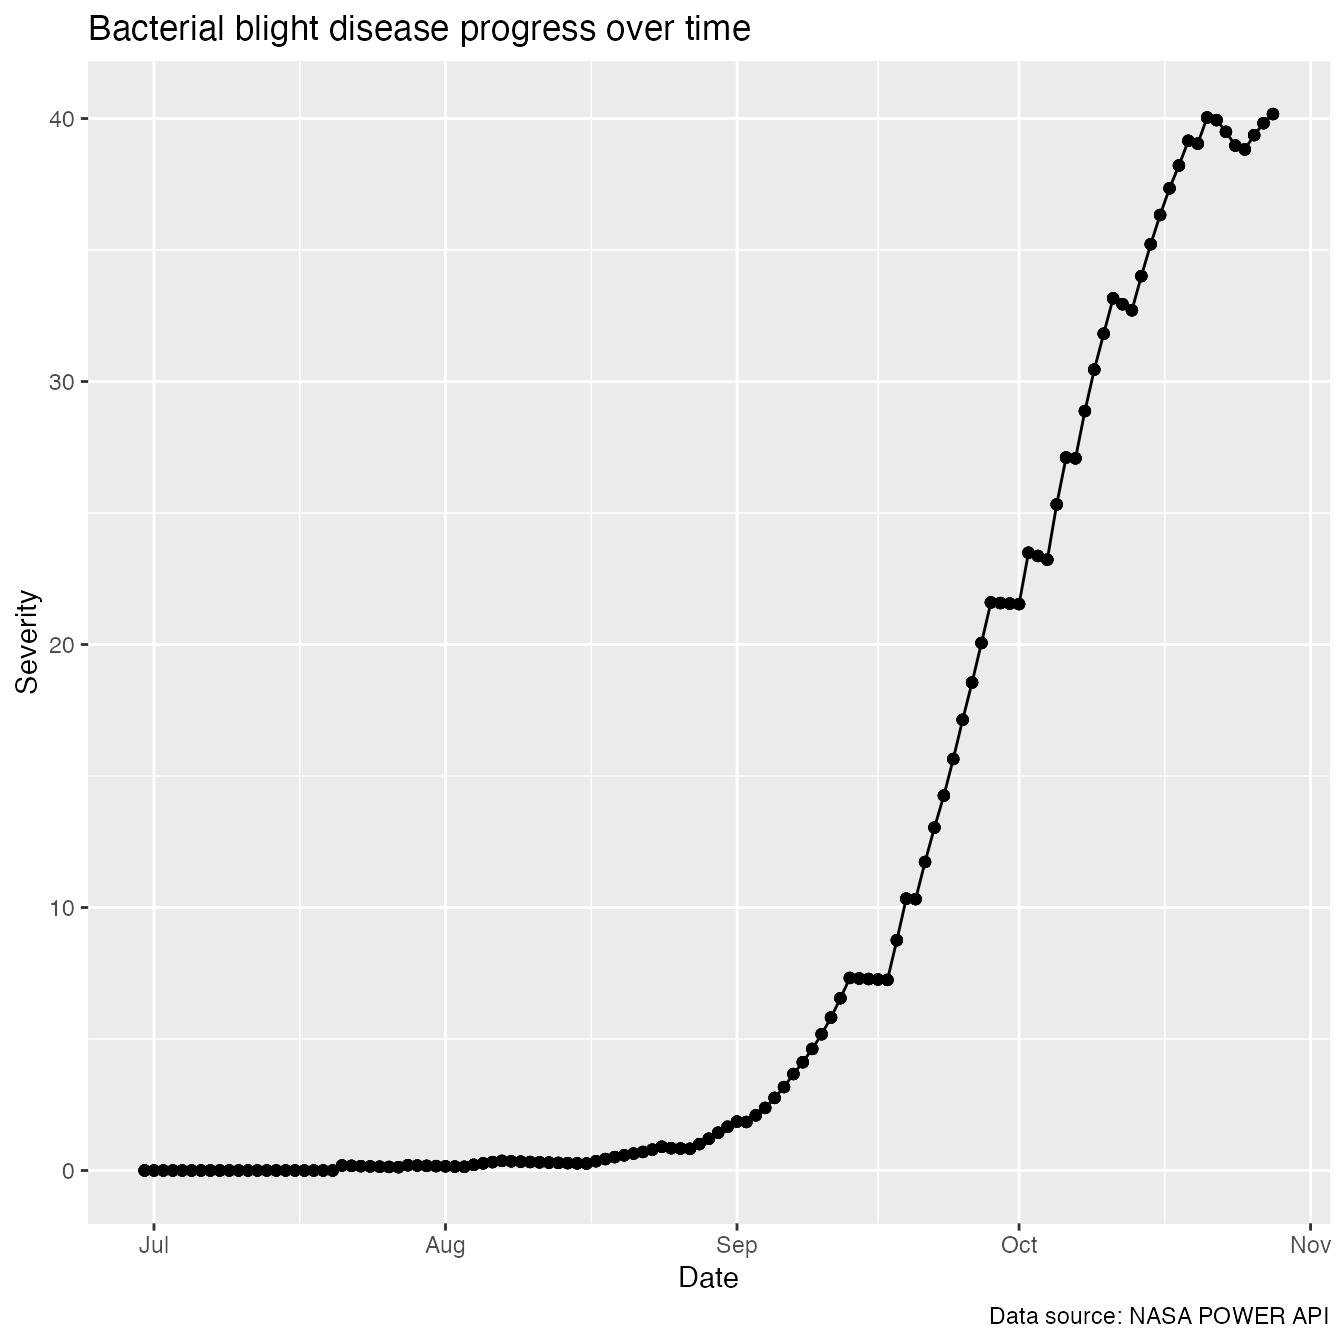 Bacterial blight disease progress over time
40
30
20
10
0
Severity
Jul Aug Sep Oct Nov
Date
Data source: NASA POWER API